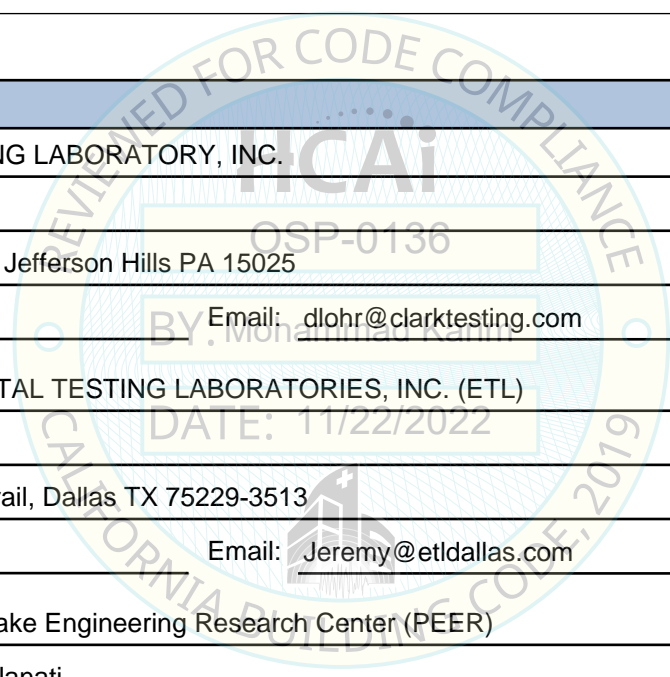 REVIEWED FOR CODE COMPLIANCE
HCAi
NG LABORATORY, INC.
OSP-0136
Jefferson Hills PA 15025
Email: dlohr@clarktesting.com
BY: Mohammad Karim
TAL TESTING LABORATORIES, INC. (ETL)
DATE: 11/22/2022
rail, Dallas TX 75229-3513
Email: Jeremy@etldallas.com
ake Engineering Research Center (PEER)
CALIFORNIA BUILDING CODE, 2019